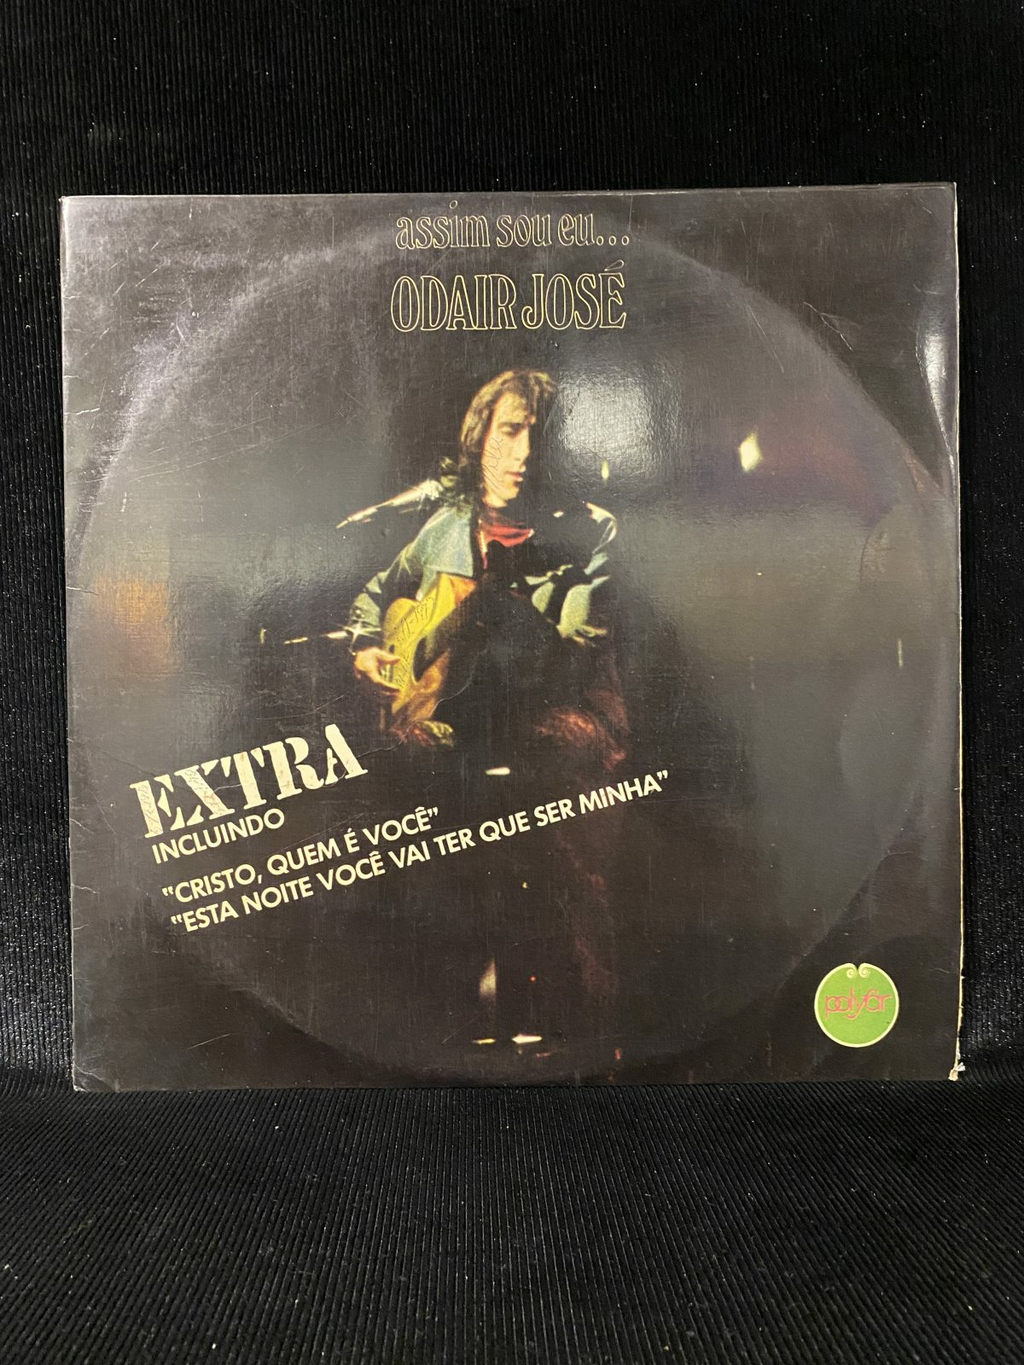 assim sou eu...
ODAIR JOSÉ
EXTRA
INCLUINDO
"CRISTO, QUEM É VOCÊ"
"ESTA NOITE VOCÊ VAI TER QUE SER MINHA"
polyfar